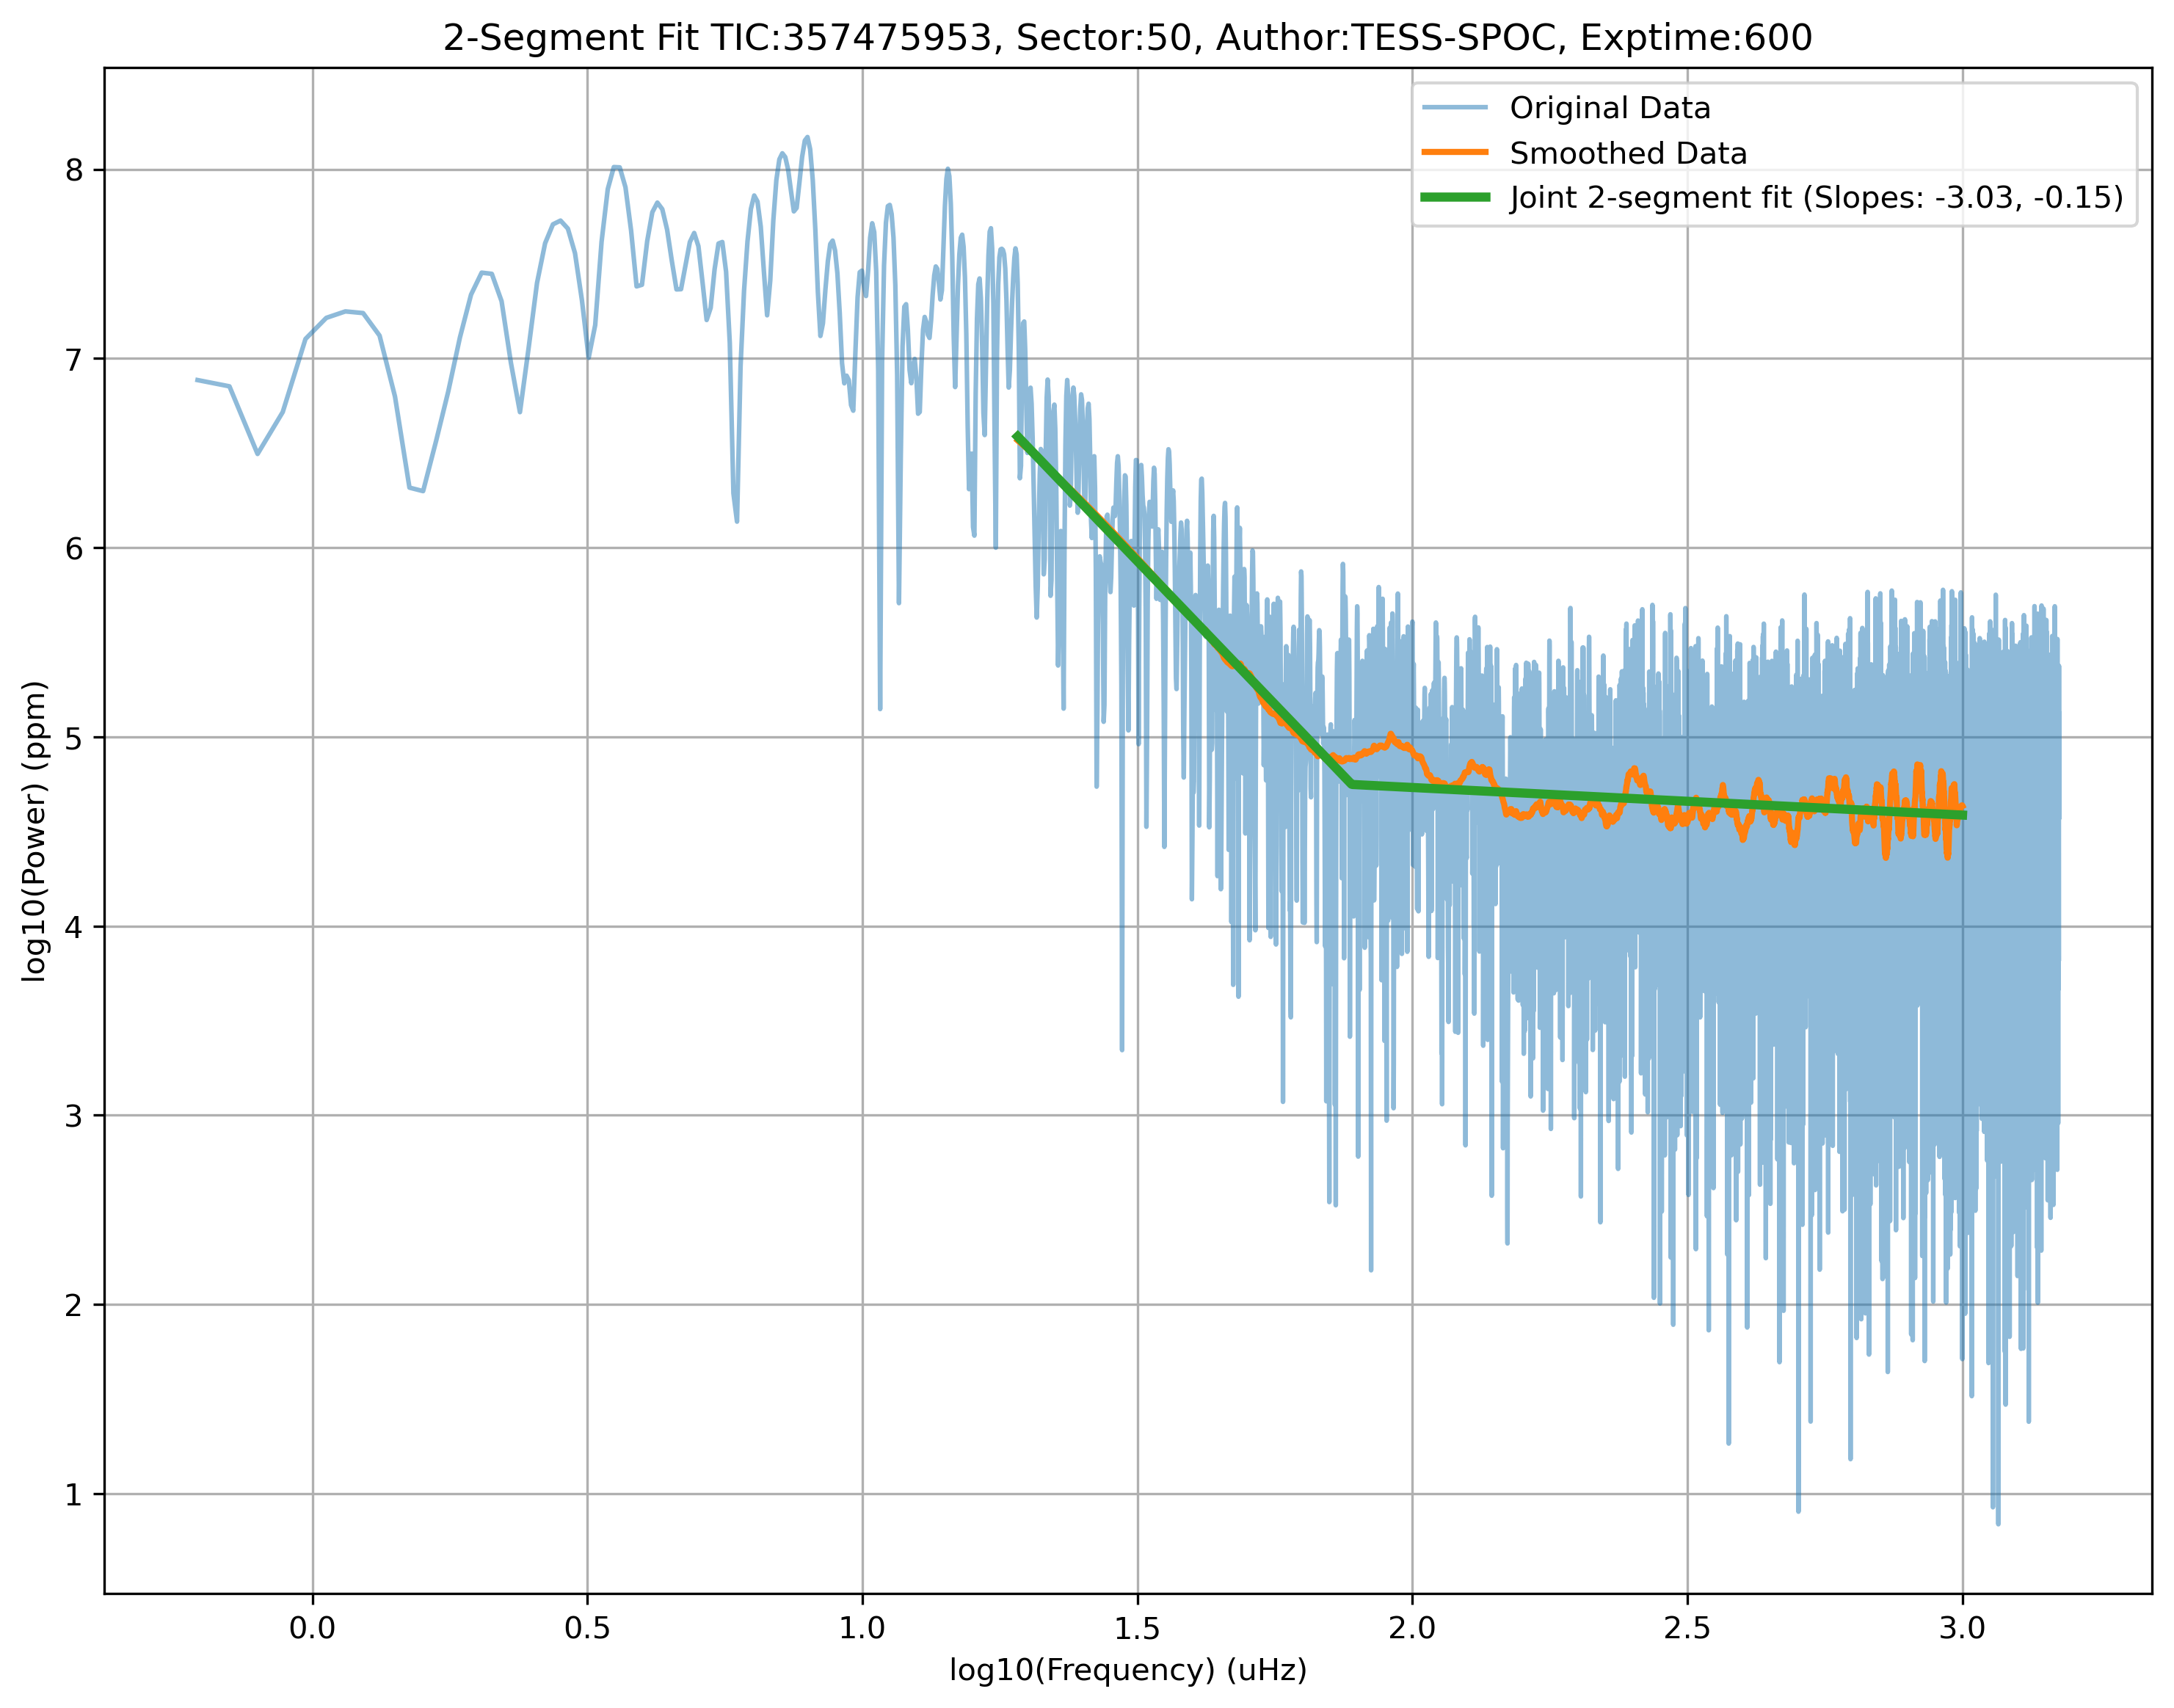 2-Segment Fit TIC:357475953, Sector:50, Author:TESS-SPOC, Exptime:600
Original Data
Smoothed Data
Joint 2-segment fit (Slopes: -3.03, -0.15)
log10(Power) (ppm)
8
7
6
5
4
3
2
1
0.0 0.5 1.0 1.5 2.0 2.5 3.0
log10(Frequency) (uHz)